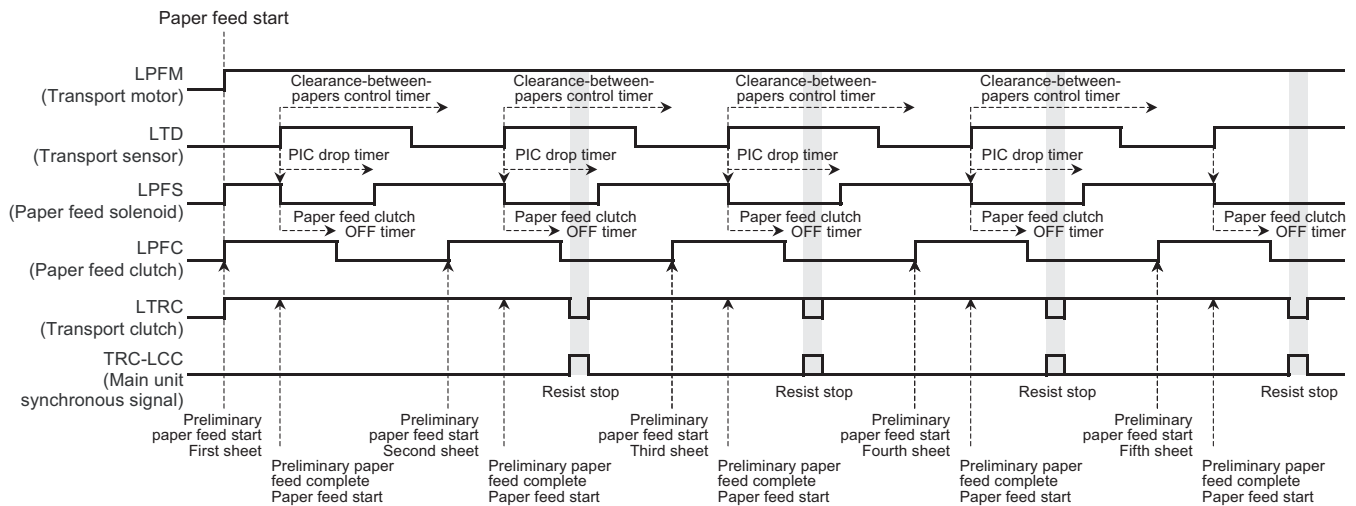 Paper feed start
LPFM
(Transport motor)
Clearance-between-
papers control timer
Clearance-between-
papers control timer
Clearance-between-
papers control timer
Clearance-between-
papers control timer
LTD
(Transport sensor)
PIC drop timer
PIC drop timer
PIC drop timer
PIC drop timer
LPFS
(Paper feed solenoid)
Paper feed clutch
OFF timer
Paper feed clutch
OFF timer
Paper feed clutch
OFF timer
Paper feed clutch
OFF timer
Paper feed clutch
OFF timer
LPFC
(Paper feed clutch)
LTRC
(Transport clutch)
TRC-LCC
(Main unit
synchronous signal)
Resist stop
Resist stop
Resist stop
Resist stop
Preliminary
paper feed start
First sheet
Preliminary
paper feed start
Second sheet
Preliminary
paper feed start
Third sheet
Preliminary
paper feed start
Fourth sheet
Preliminary
paper feed start
Fifth sheet
Preliminary paper
feed complete
Paper feed start
Preliminary paper
feed complete
Paper feed start
Preliminary paper
feed complete
Paper feed start
Preliminary paper
feed complete
Paper feed start
Preliminary paper
feed complete
Paper feed start